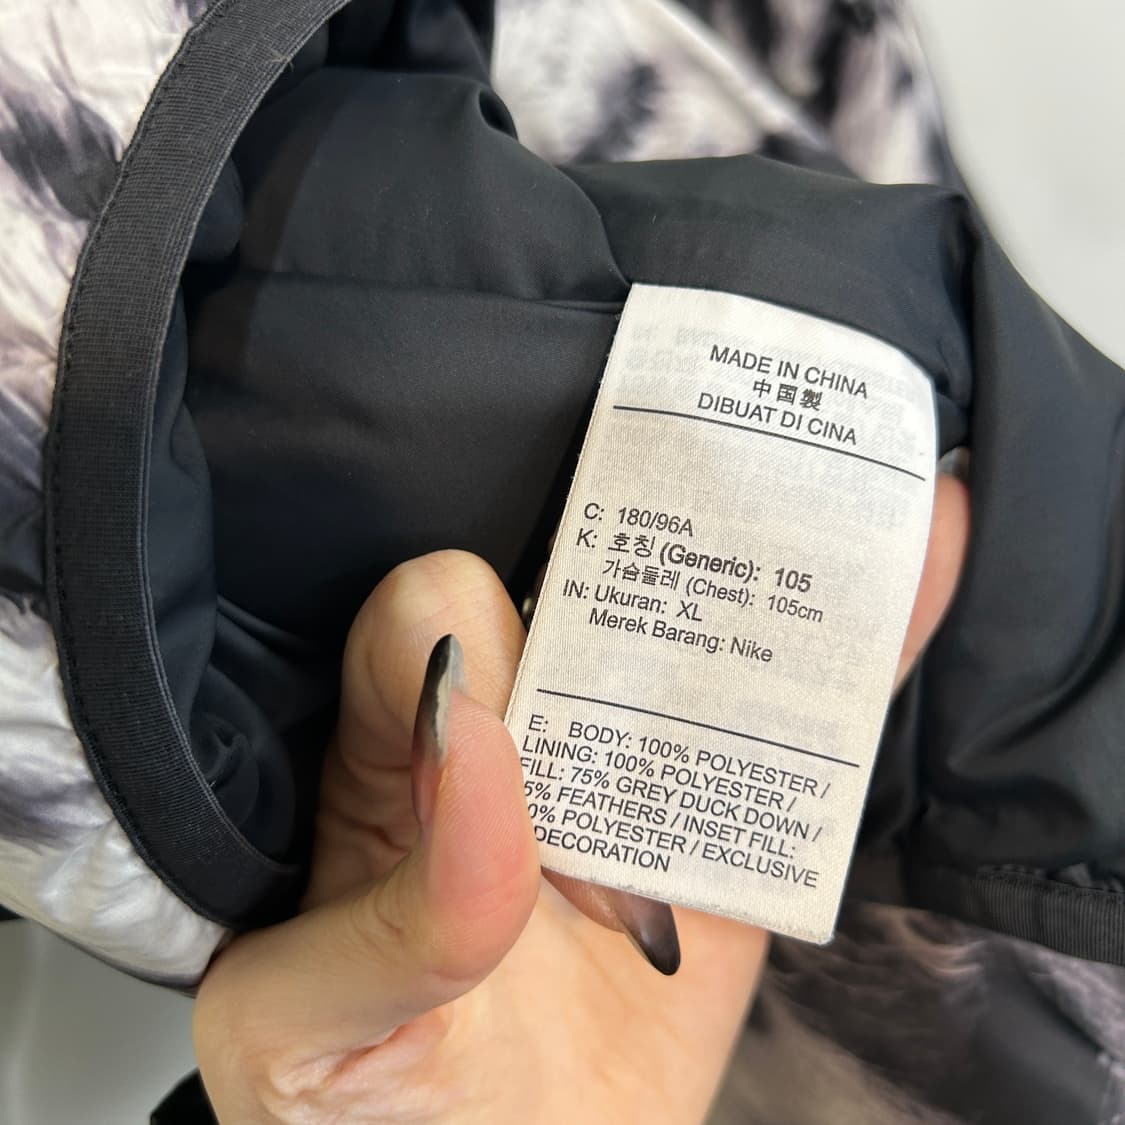 MADE IN CHINA
中国製
DIBUAT DI CINA
C: 180/96A
K: 호칭 (Generic): 105
가슴둘레 (Chest): 105cm
IN: Ukuran: XL
Merek Barang: Nike
E: BODY: 100% POLYESTER /
LINING: 100% POLYESTER /
FILL: 75% GREY DUCK DOWN /
5% FEATHERS / INSET FILL:
0% POLYESTER / EXCLUSIVE
DECORATION